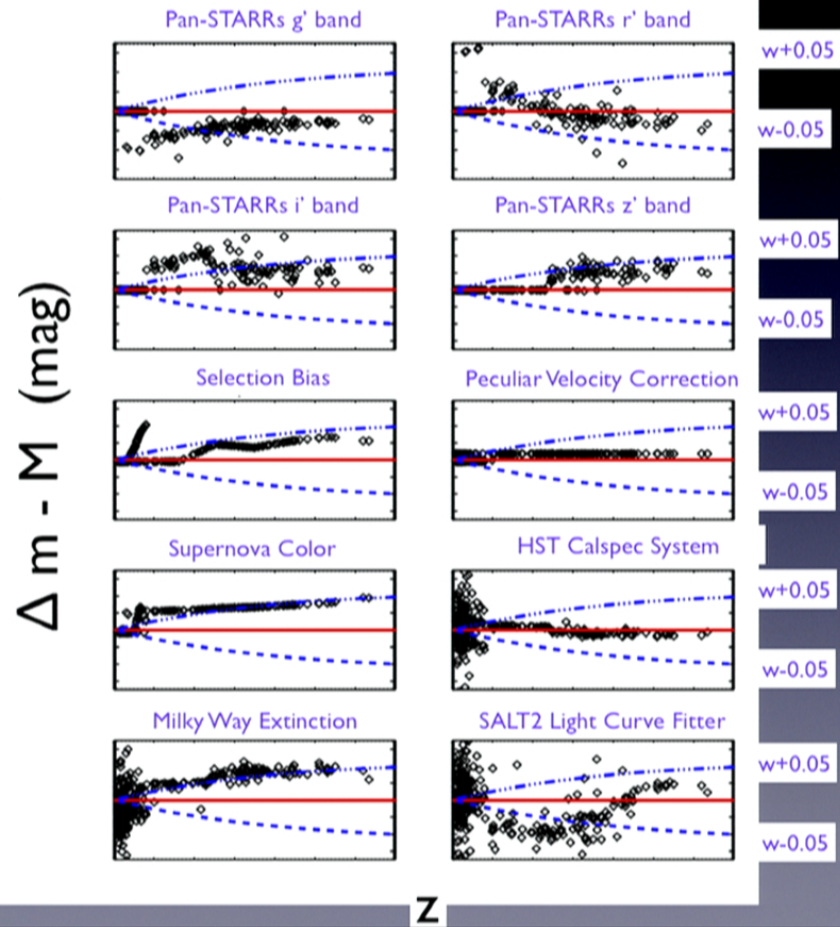 Pan-STARRs g' band
Pan-STARRs r' band
w+0.05
w-0.05
Pan-STARRs i' band
Pan-STARRs z' band
w+0.05
w-0.05
Selection Bias
Peculiar Velocity Correction
w+0.05
w-0.05
Δ m - M (mag)
Supernova Color
HST Calspec System
w+0.05
w-0.05
Milky Way Extinction
SALT2 Light Curve Fitter
w+0.05
w-0.05
z